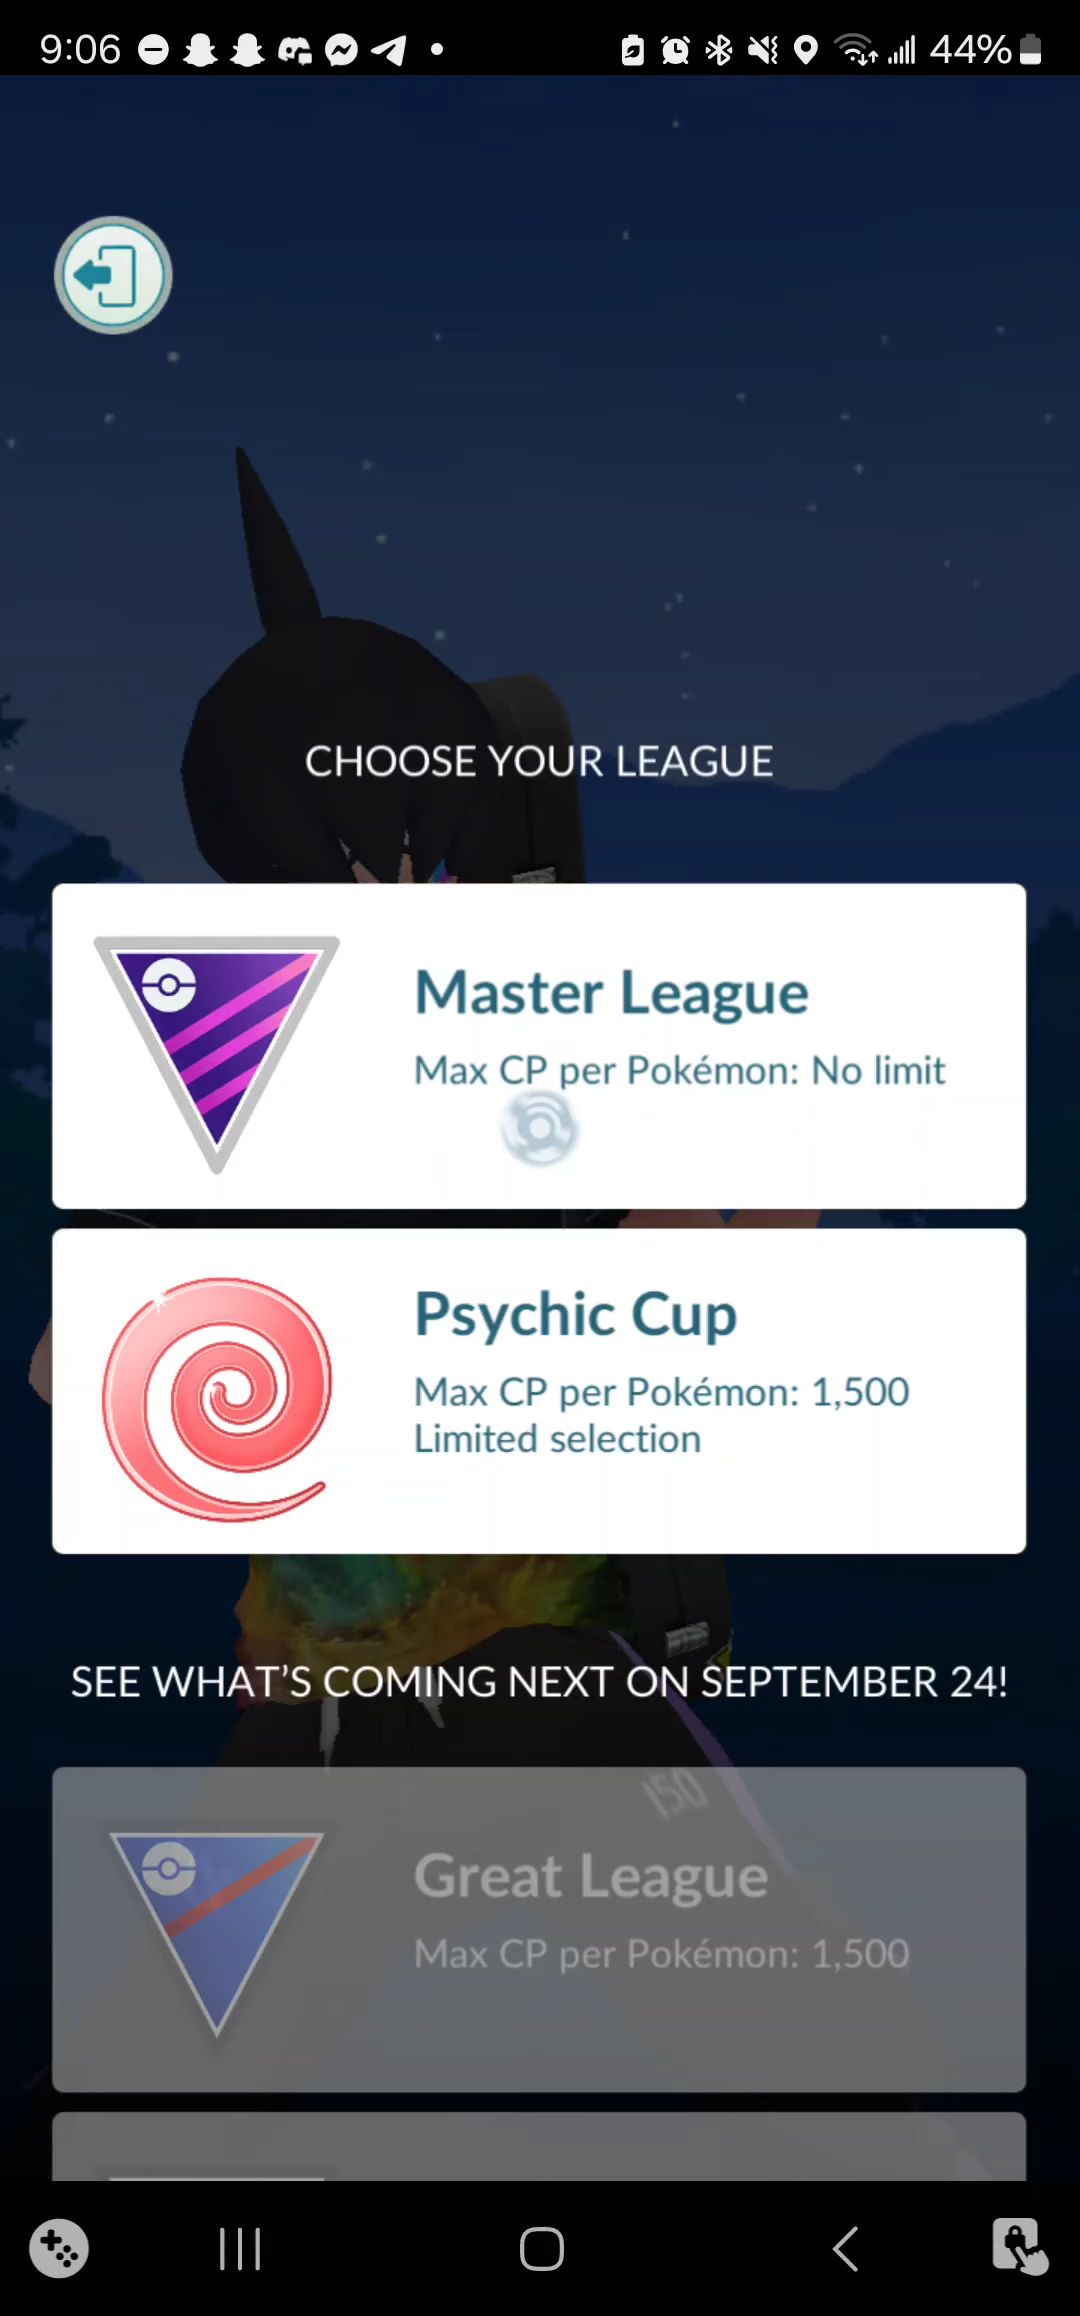 9:06
44%
CHOOSE YOUR LEAGUE
Master League
Max CP per Pokémon: No limit
Psychic Cup
Max CP per Pokémon: 1,500
Limited selection
SEE WHAT'S COMING NEXT ON SEPTEMBER 24!
150
Great League
Max CP per Pokémon: 1,500